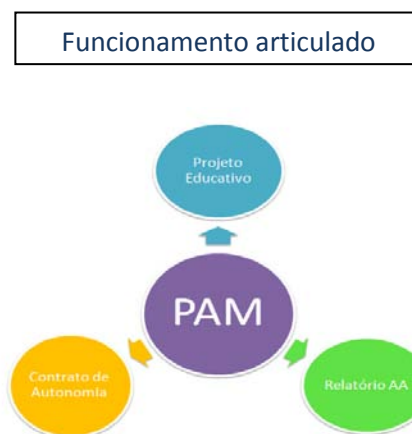 Funcionamento articulado
Projeto
Educativo
PAM
Contrato de
Autonomia
Relatório AA